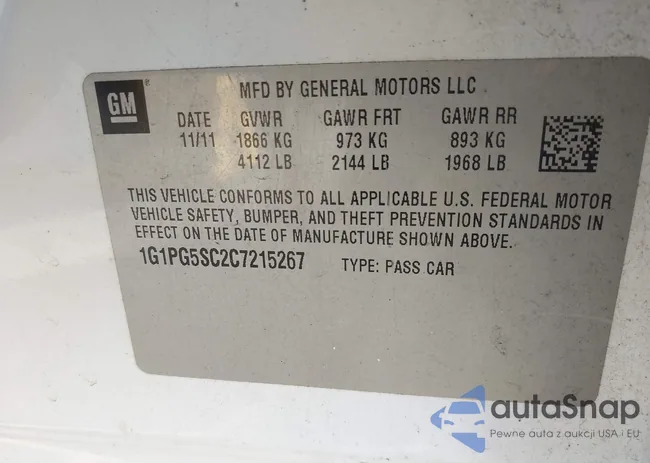 GM
MFD BY GENERAL MOTORS LLC
DATE GVWR GAWR FRT GAWR RR
11/11 1866 KG 973 KG 893 KG
4112 LB 2144 LB 1968 LB
THIS VEHICLE CONFORMS TO ALL APPLICABLE U.S. FEDERAL MOTOR
VEHICLE SAFETY, BUMPER, AND THEFT PREVENTION STANDARDS IN
EFFECT ON THE DATE OF MANUFACTURE SHOWN ABOVE.
1G1PG5SC2C7215267 TYPE: PASS CAR
autaSnap
Pewne auta z aukcji USA i EU